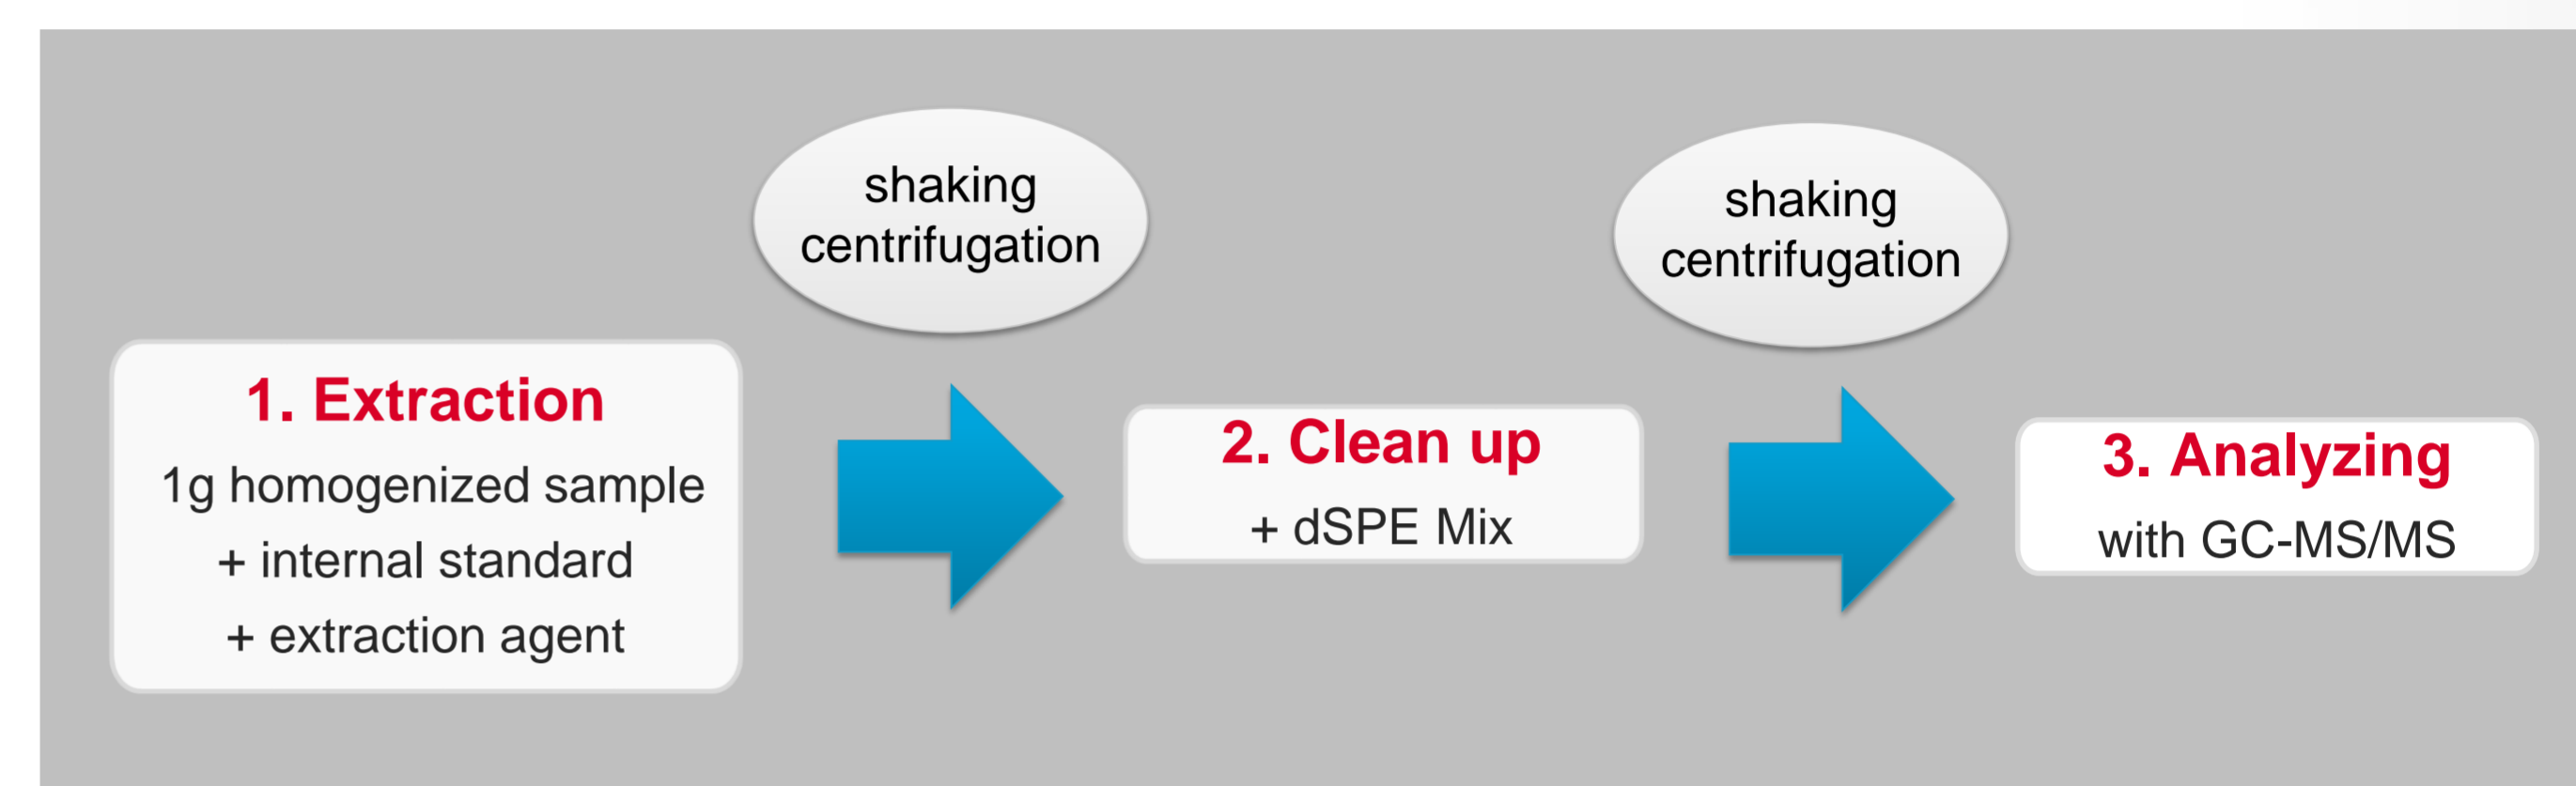 1. Extraction
1g homogenized sample
+ internal standard
+ extraction agent
shaking
centrifugation
2. Clean up
+ dSPE Mix
shaking
centrifugation
3. Analyzing
with GC-MS/MS